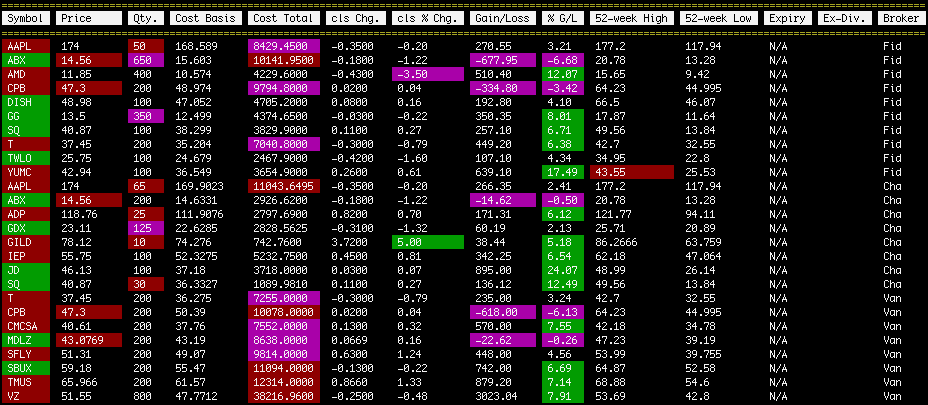 Symbol Price Qty. Cost Basis Cost Total cls Chg. cls % Chg. Gain/Loss % G/L 52-week High 52-week Low Expiry Ex-Div. Broker
AAPL 174 50 168.589 8429.4500 -0.3500 -0.20 270.55 3.21 177.2 117.94 N/A Fid
ABX 14.56 650 15.603 10141.9500 -0.1800 -1.22 -677.95 -6.68 20.78 13.28 N/A Fid
AMD 11.85 400 10.574 4229.6000 -0.4300 -3.50 510.40 12.07 15.65 9.42 N/A Fid
CPB 47.3 200 48.974 9794.8000 0.0200 0.04 -334.80 -3.42 64.23 44.995 N/A Fid
DISH 48.98 100 47.052 4705.2000 0.0800 0.16 192.80 4.10 66.5 46.07 N/A Fid
GG 13.5 350 12.499 4374.6500 -0.0300 -0.22 350.35 8.01 17.87 11.64 N/A Fid
SQ 40.87 100 38.299 3829.9000 0.1100 0.27 257.10 6.71 49.56 13.84 N/A Fid
T 37.45 200 35.204 7040.8000 -0.3000 -0.79 449.20 6.38 42.7 32.55 N/A Fid
TWLO 25.75 100 24.679 2467.9000 -0.4200 -1.60 107.10 4.34 34.95 22.8 N/A Fid
YUMC 42.94 100 36.549 3654.9000 0.2600 0.61 639.10 17.49 43.55 25.53 N/A Fid
AAPL 174 65 169.9023 11043.6495 -0.3500 -0.20 266.35 2.41 177.2 117.94 N/A Cha
ABX 14.56 200 14.6331 2926.6200 -0.1800 -1.22 -14.62 -0.50 20.78 13.28 N/A Cha
ADP 118.76 25 111.9076 2797.6900 0.8200 0.70 171.31 6.12 121.77 94.11 N/A Cha
GDX 23.11 125 22.6285 2828.5625 -0.3100 -1.32 60.19 2.13 25.71 20.89 N/A Cha
GILD 78.12 10 74.276 742.7600 3.7200 5.00 38.44 5.18 86.2666 63.759 N/A Cha
IEP 55.75 100 52.3275 5232.7500 0.4500 0.81 342.25 6.54 62.18 47.064 N/A Cha
JD 46.13 100 37.18 3718.0000 0.0300 0.07 895.00 24.07 48.99 26.14 N/A Cha
SQ 40.87 30 36.3327 1089.9810 0.1100 0.27 136.12 12.49 49.56 13.84 N/A Cha
T 37.45 200 36.275 7255.0000 -0.3000 -0.79 235.00 3.24 42.7 32.55 N/A Van
CPB 47.3 200 50.39 10078.0000 0.0200 0.04 -618.00 -6.13 64.23 44.995 N/A Van
CMCSA 40.61 200 37.76 7552.0000 0.1300 0.32 570.00 7.55 42.18 34.78 N/A Van
MDLZ 43.0769 200 43.19 8638.0000 0.0669 0.16 -22.62 -0.26 47.23 39.19 N/A Van
SFLY 51.31 200 49.07 9814.0000 0.6300 1.24 448.00 4.56 53.99 39.755 N/A Van
SBUX 59.18 200 55.47 11094.0000 -0.1300 -0.22 742.00 6.69 64.87 52.58 N/A Van
TMUS 65.966 200 61.57 12314.0000 0.8660 1.33 879.20 7.14 68.88 54.6 N/A Van
VZ 51.55 800 47.7712 38216.9600 -0.2500 -0.48 3023.04 7.91 53.69 42.8 N/A Van